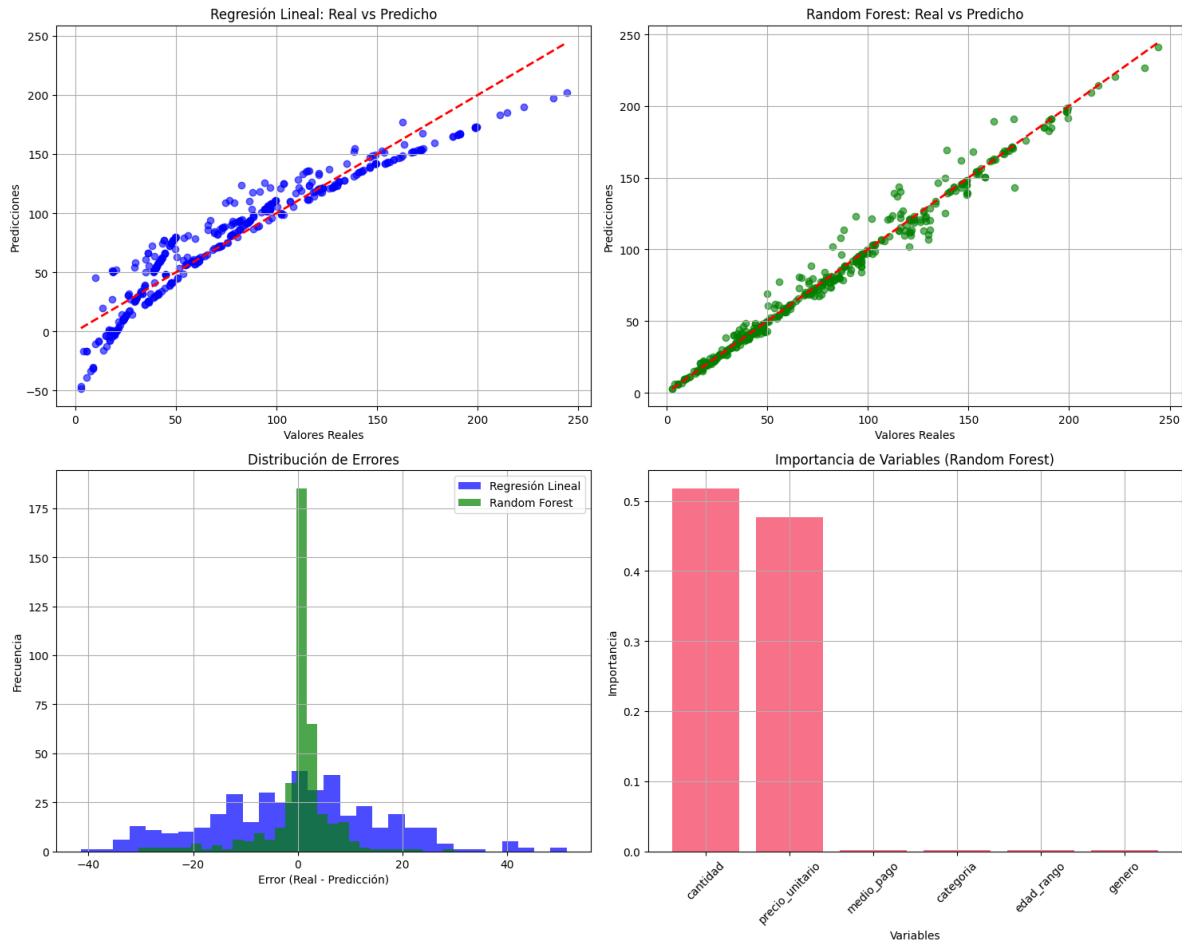 Regresión Lineal: Real vs Predicho
250
200
150
100
50
0
−50
Predicciones
0 50 100 150 200 250
Valores Reales
Random Forest: Real vs Predicho
250
200
150
100
50
0
Predicciones
0 50 100 150 200 250
Valores Reales
Distribución de Errores
Regresión Lineal
Random Forest
175
150
125
100
75
50
25
0
Frecuencia
−40 −20 0 20 40
Error (Real - Predicción)
Importancia de Variables (Random Forest)
0.5
0.4
0.3
0.2
0.1
0.0
Importancia
cantidad
precio_unitario
medio_pago
categoria
edad_rango
genero
Variables